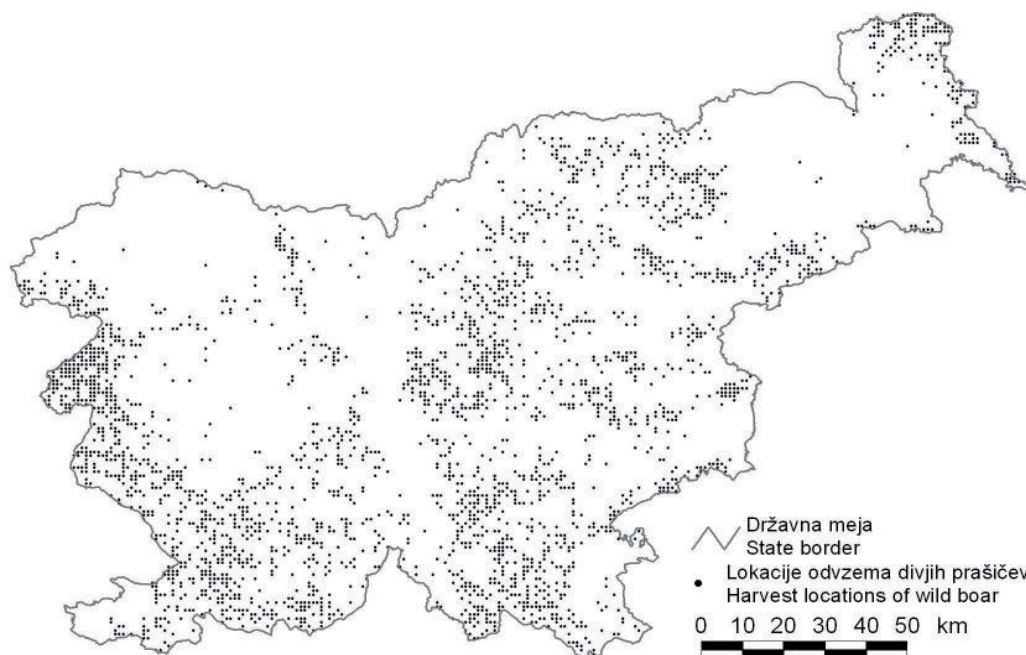 Državna meja
State border
Lokacije odvzema divjih prašičev
Harvest locations of wild boar
0 10 20 30 40 50 km